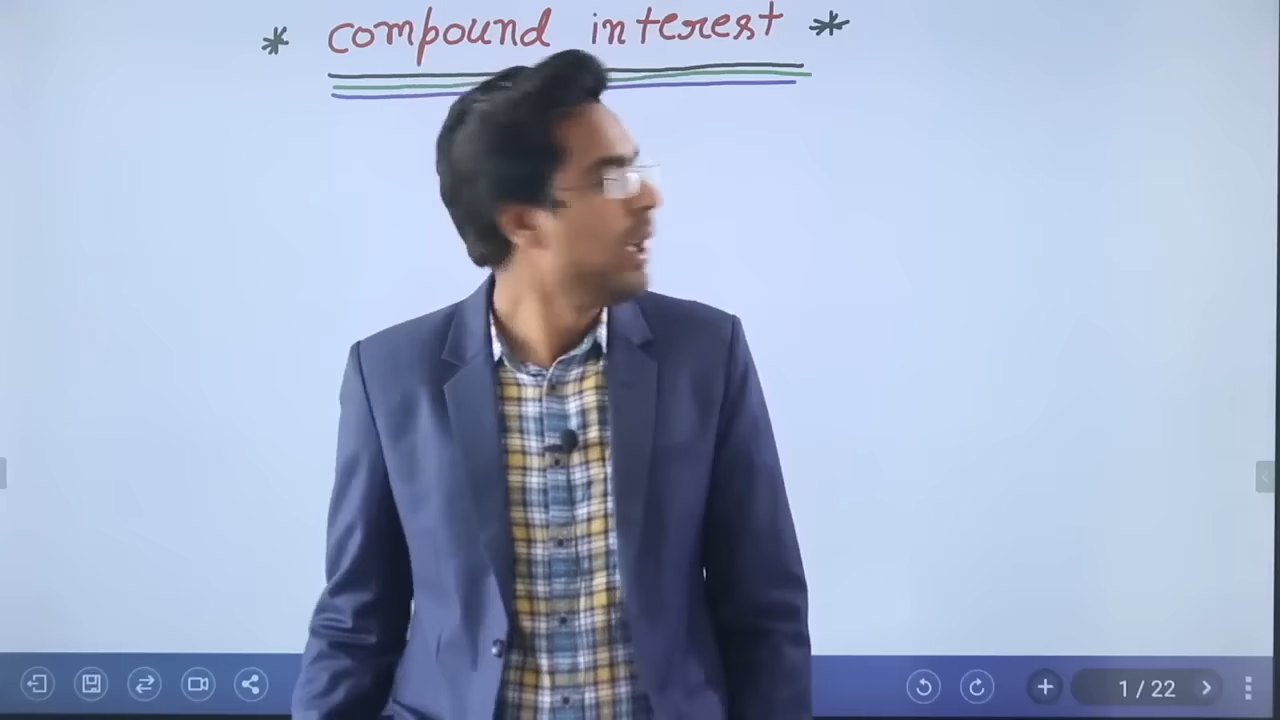 * compound interest *
1 / 22